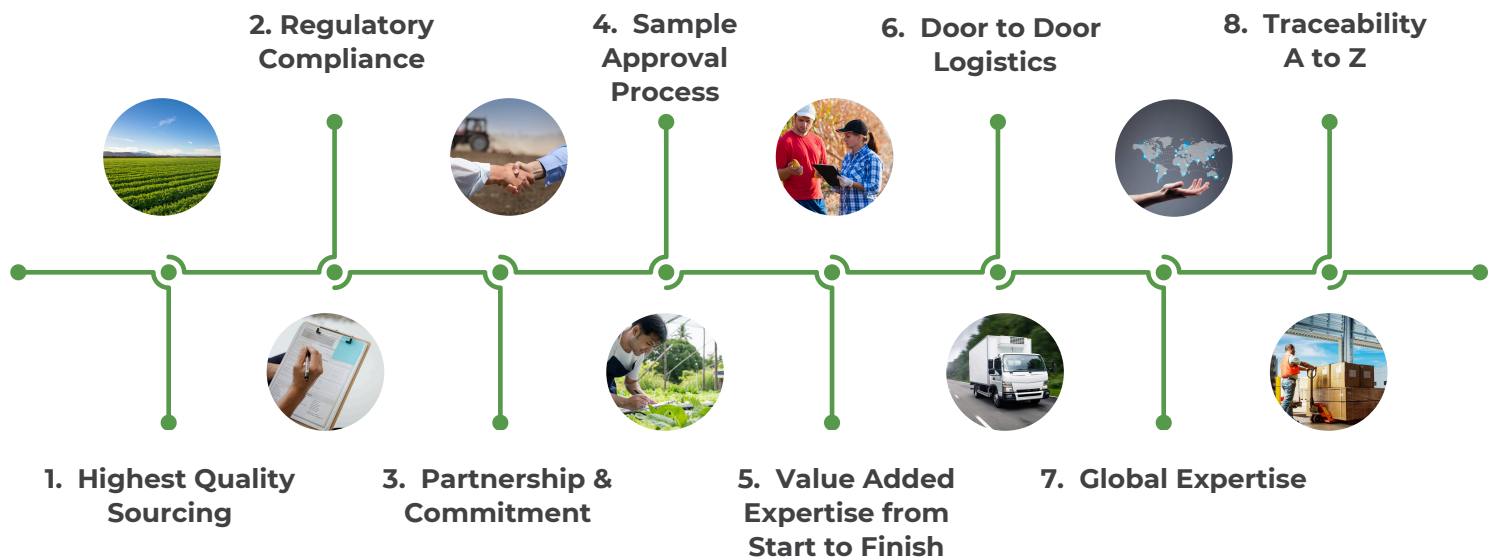 1. Highest Quality
Sourcing
2. Regulatory
Compliance
3. Partnership &
Commitment
4. Sample
Approval
Process
5. Value Added
Expertise from
Start to Finish
6. Door to Door
Logistics
7. Global Expertise
8. Traceability
A to Z